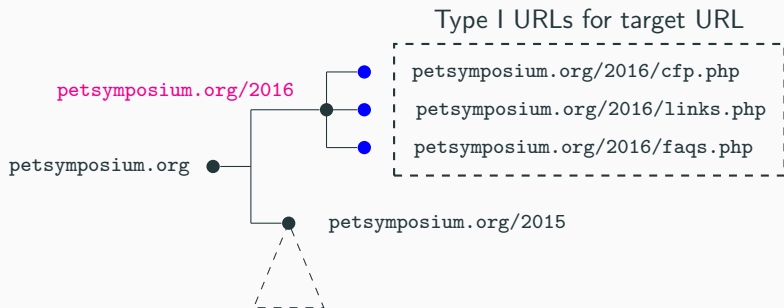 Type I URLs for target URL
petsymposium.org/2016/cfp.php
petsymposium.org/2016
petsymposium.org/2016/links.php
petsymposium.org/2016/faqs.php
petsymposium.org
petsymposium.org/2015